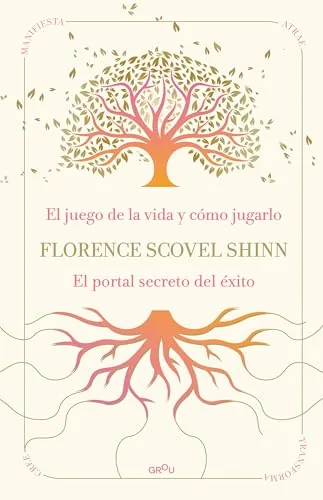 MANIFIESTA
ATRAE
El juego de la vida y cómo jugarlo
FLORENCE SCOVEL SHINN
El portal secreto del éxito
CREE
TRANSFORMA
GROU